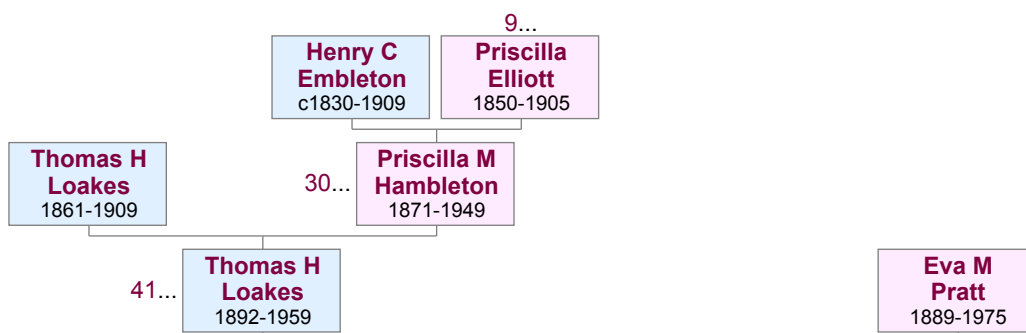 9...
Henry C
Embleton
c1830-1909
Priscilla
Elliott
1850-1905
Thomas H
Loakes
1861-1909
30...
Priscilla M
Hambleton
1871-1949
41...
Thomas H
Loakes
1892-1959
Eva M
Pratt
1889-1975